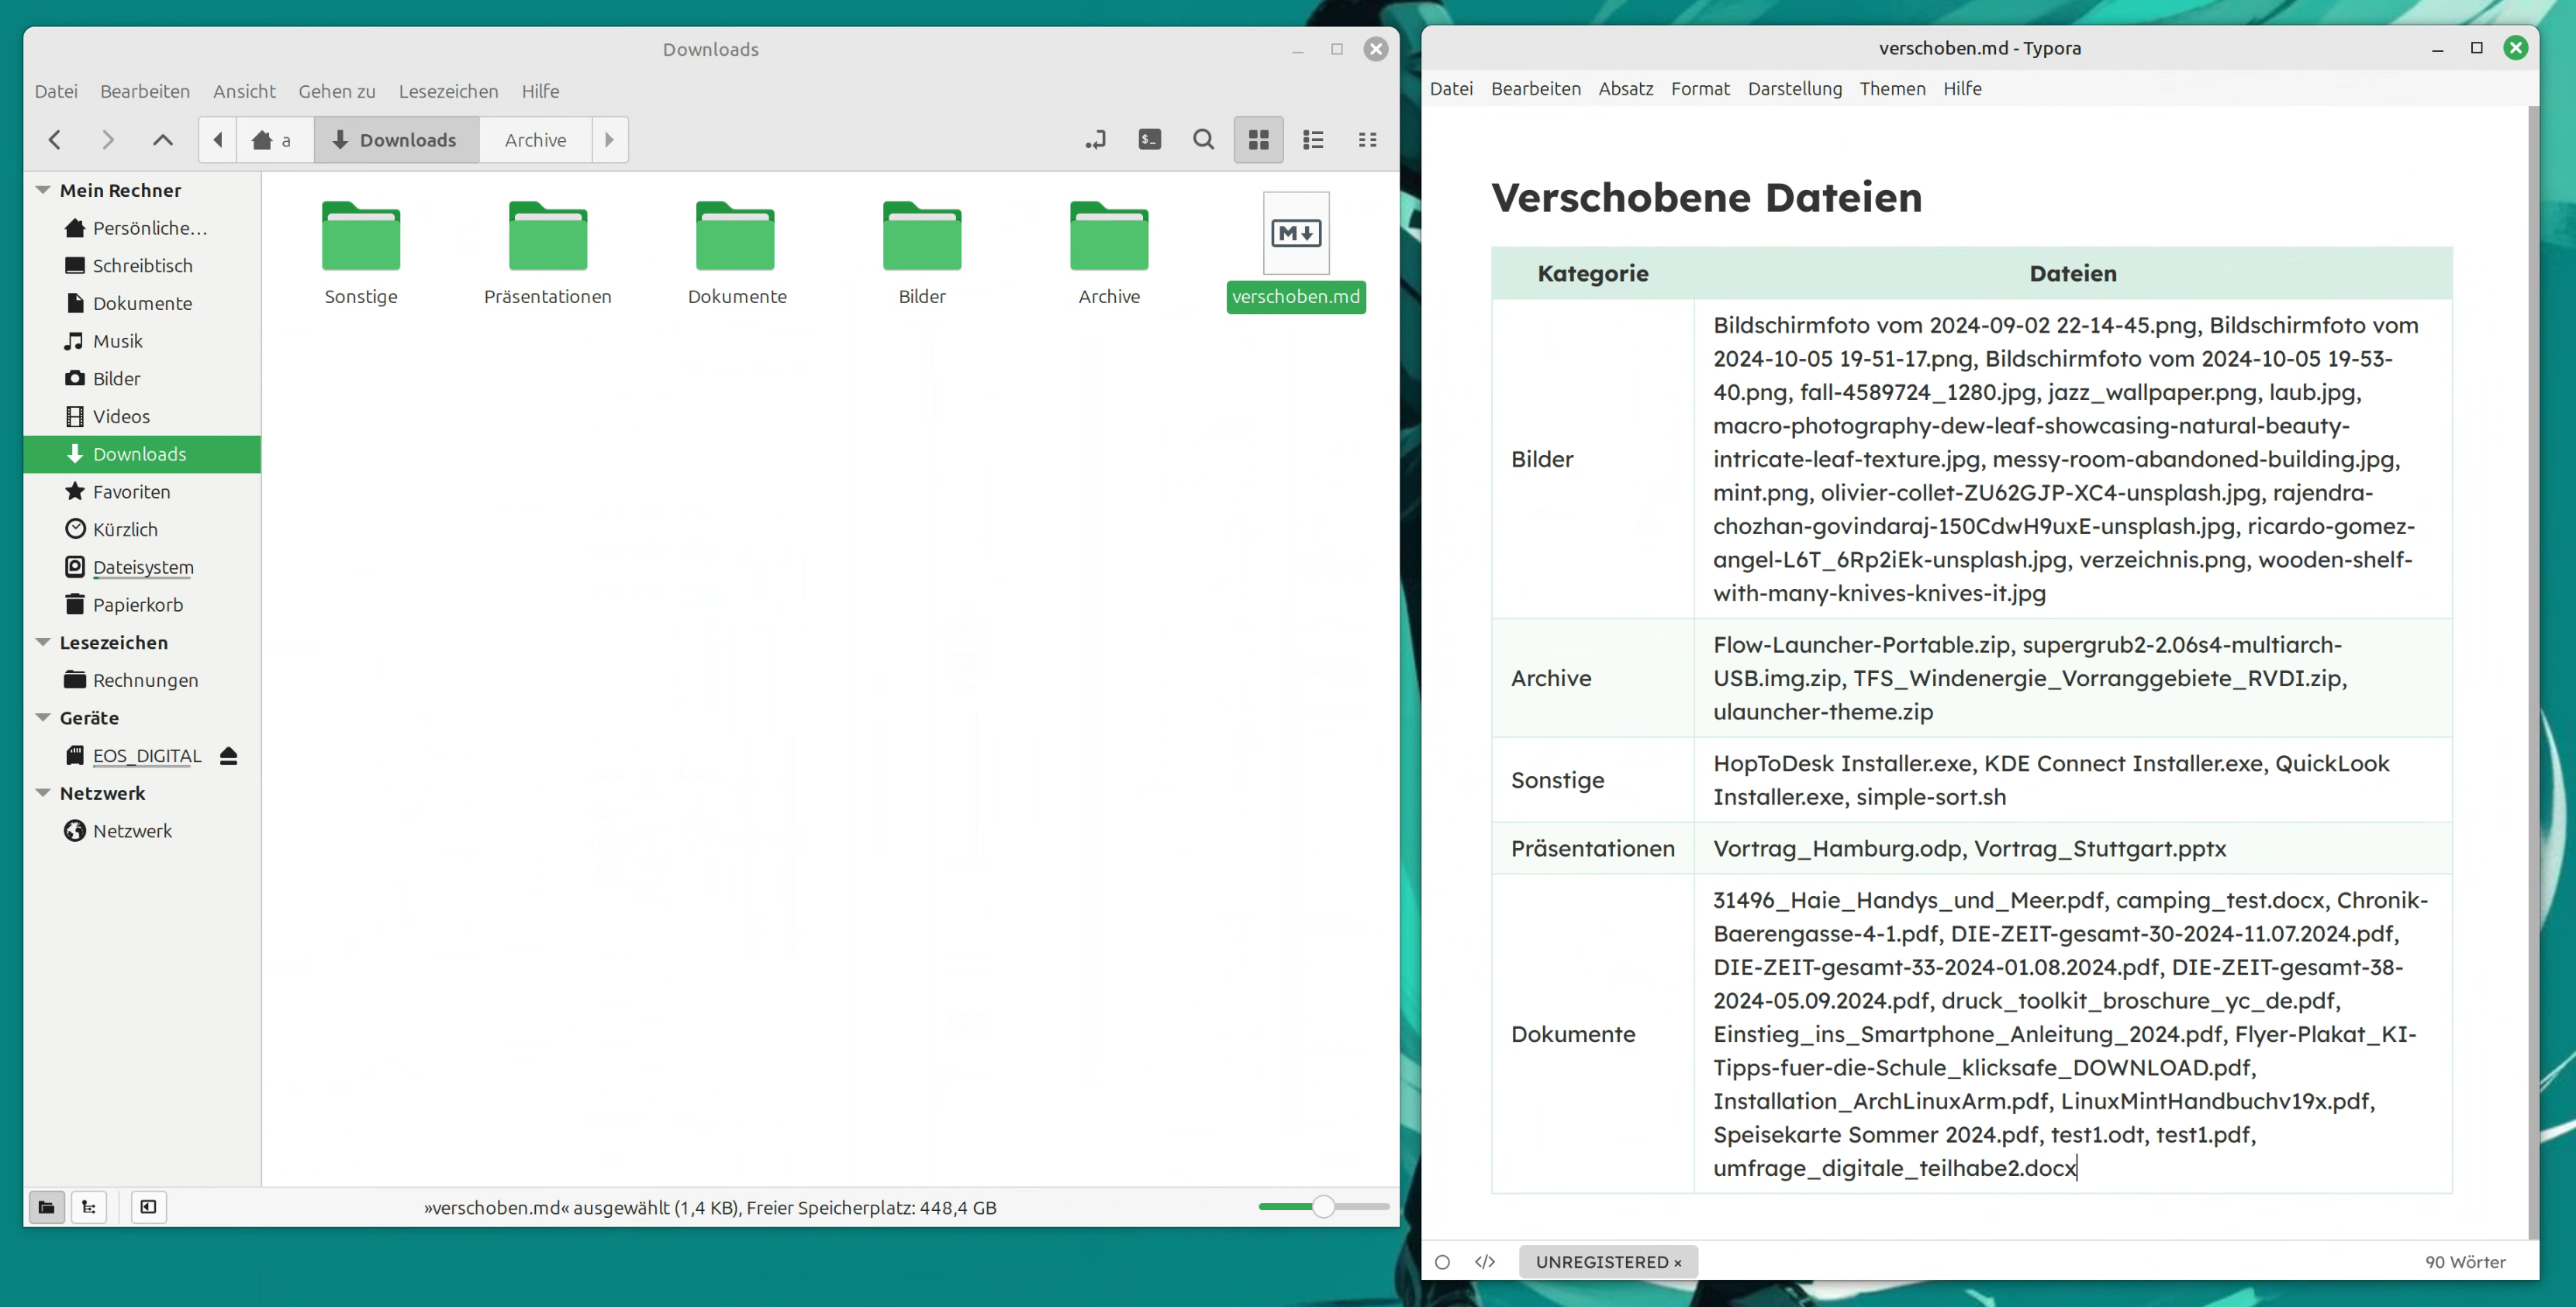 Downloads
Datei Bearbeiten Ansicht Gehen zu Lesezeichen Hilfe
a Downloads Archive
$_
Mein Rechner
Persönliche...
Schreibtisch
Dokumente
Musik
Bilder
Videos
Downloads
Favoriten
Kürzlich
Dateisystem
Papierkorb
Lesezeichen
Rechnungen
Geräte
EOS_DIGITAL
Netzwerk
Netzwerk
M
Sonstige Präsentationen Dokumente Bilder Archive verschoben.md
»verschoben.md« ausgewählt (1,4 KB), Freier Speicherplatz: 448,4 GB
verschoben.md - Typora
Datei Bearbeiten Absatz Format Darstellung Themen Hilfe
Verschobene Dateien
Kategorie Dateien
Bilder
Bildschirmfoto vom 2024-09-02 22-14-45.png, Bildschirmfoto vom
2024-10-05 19-51-17.png, Bildschirmfoto vom 2024-10-05 19-53-
40.png, fall-4589724_1280.jpg, jazz_wallpaper.png, laub.jpg,
macro-photography-dew-leaf-showcasing-natural-beauty-
intricate-leaf-texture.jpg, messy-room-abandoned-building.jpg,
mint.png, olivier-collet-ZU62GJP-XC4-unsplash.jpg, rajendra-
chozhan-govindaraj-150CdwH9uxE-unsplash.jpg, ricardo-gomez-
angel-L6T_6Rp2iEk-unsplash.jpg, verzeichnis.png, wooden-shelf-
with-many-knives-knives-it.jpg
Archive
Flow-Launcher-Portable.zip, supergrub2-2.06s4-multiarch-
USB.img.zip, TFS_Windenergie_Vorranggebiete_RVDI.zip,
ulauncher-theme.zip
Sonstige
HopToDesk Installer.exe, KDE Connect Installer.exe, QuickLook
Installer.exe, simple-sort.sh
Präsentationen
Vortrag_Hamburg.odp, Vortrag_Stuttgart.pptx
Dokumente
31496_Haie_Handys_und_Meer.pdf, camping_test.docx, Chronik-
Baerengasse-4-1.pdf, DIE-ZEIT-gesamt-30-2024-11.07.2024.pdf,
DIE-ZEIT-gesamt-33-2024-01.08.2024.pdf, DIE-ZEIT-gesamt-38-
2024-05.09.2024.pdf, druck_toolkit_broschure_yc_de.pdf,
Einstieg_ins_Smartphone_Anleitung_2024.pdf, Flyer-Plakat_KI-
Tipps-fuer-die-Schule_klicksafe_DOWNLOAD.pdf,
Installation_ArchLinuxArm.pdf, LinuxMintHandbuchv19x.pdf,
Speisekarte Sommer 2024.pdf, test1.odt, test1.pdf,
umfrage_digitale_teilhabe2.docx
</> UNREGISTERED × 90 Wörter